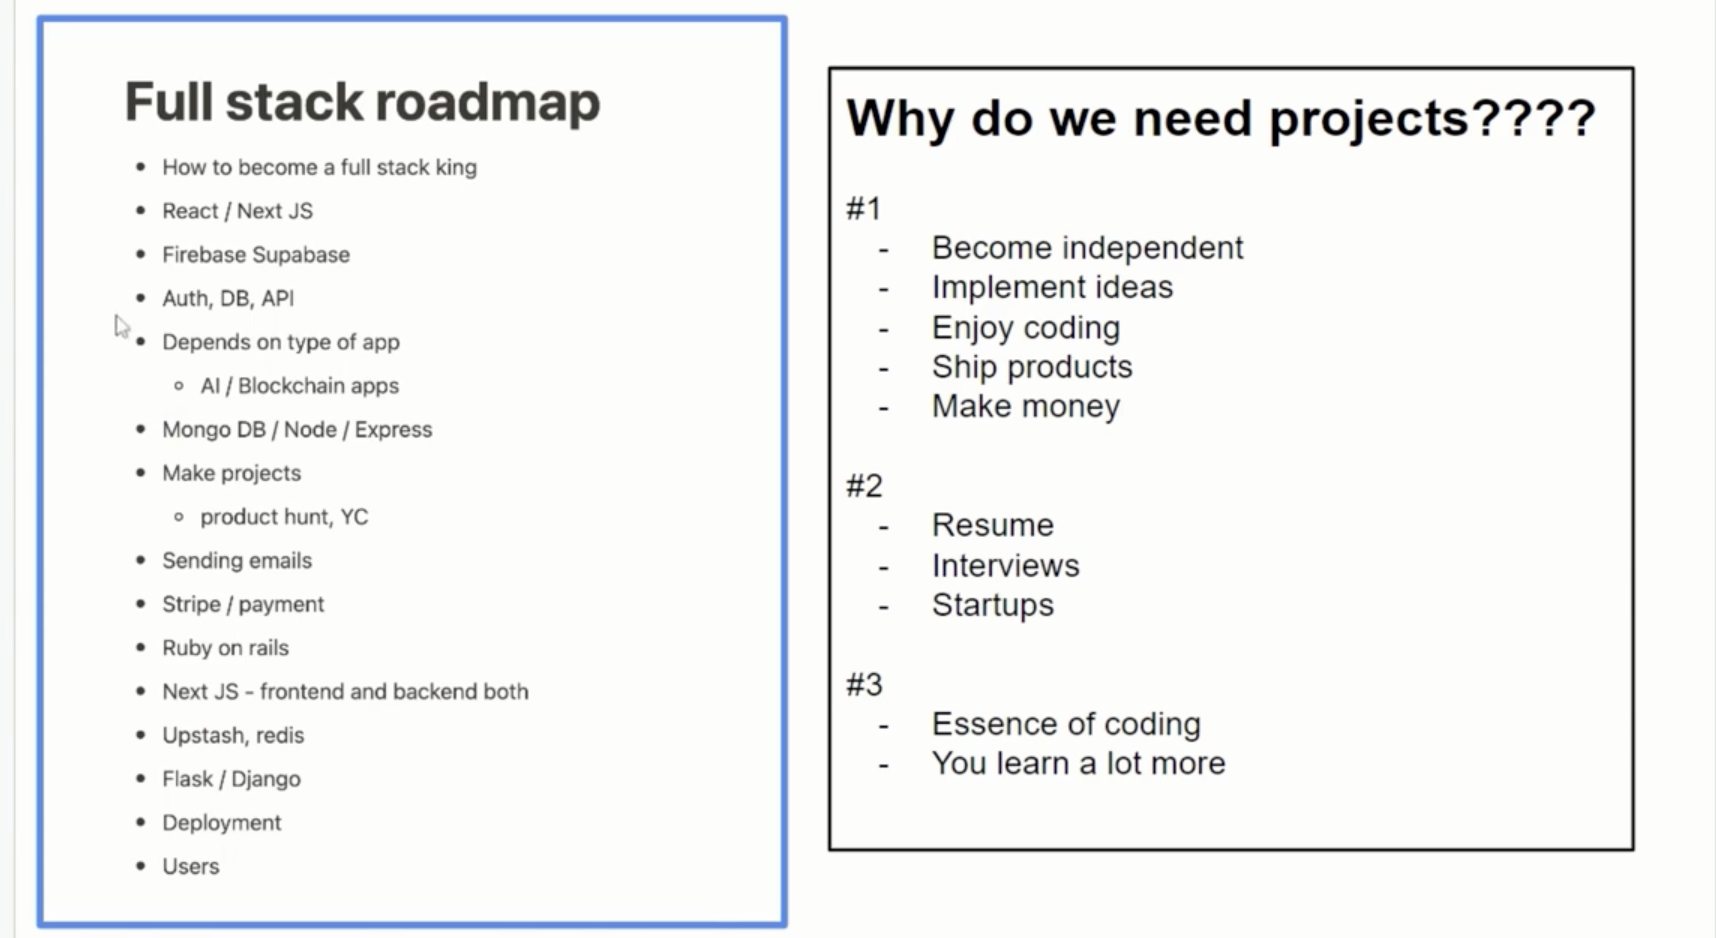 Full stack roadmap
• How to become a full stack king
• React / Next JS
• Firebase Supabase
• Auth, DB, API
• Depends on type of app
◦ AI / Blockchain apps
• Mongo DB / Node / Express
• Make projects
◦ product hunt, YC
• Sending emails
• Stripe / payment
• Ruby on rails
• Next JS - frontend and backend both
• Upstash, redis
• Flask / Django
• Deployment
• Users
Why do we need projects????
#1
- Become independent
- Implement ideas
- Enjoy coding
- Ship products
- Make money
#2
- Resume
- Interviews
- Startups
#3
- Essence of coding
- You learn a lot more